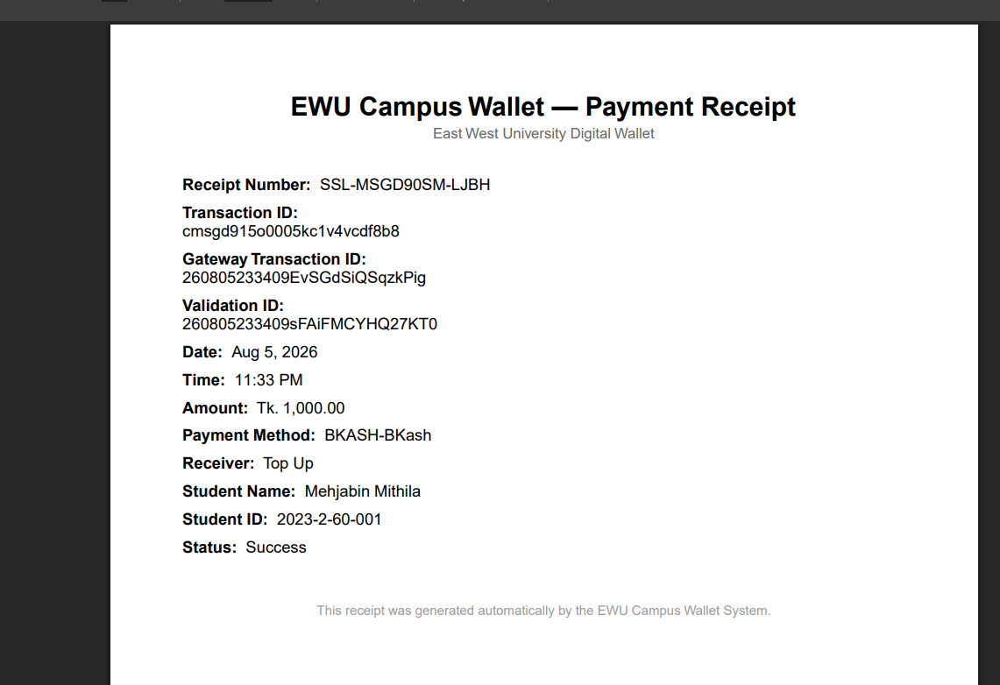 EWU Campus Wallet — Payment Receipt
East West University Digital Wallet
Receipt Number: SSL-MSGD90SM-LJBH
Transaction ID:
cmsgd915o0005kc1v4vcdf8b8
Gateway Transaction ID:
260805233409EvSGdSiQSqzkPig
Validation ID:
260805233409sFAiFMCYHQ27KT0
Date: Aug 5, 2026
Time: 11:33 PM
Amount: Tk. 1,000.00
Payment Method: BKASH-BKash
Receiver: Top Up
Student Name: Mehjabin Mithila
Student ID: 2023-2-60-001
Status: Success
This receipt was generated automatically by the EWU Campus Wallet System.